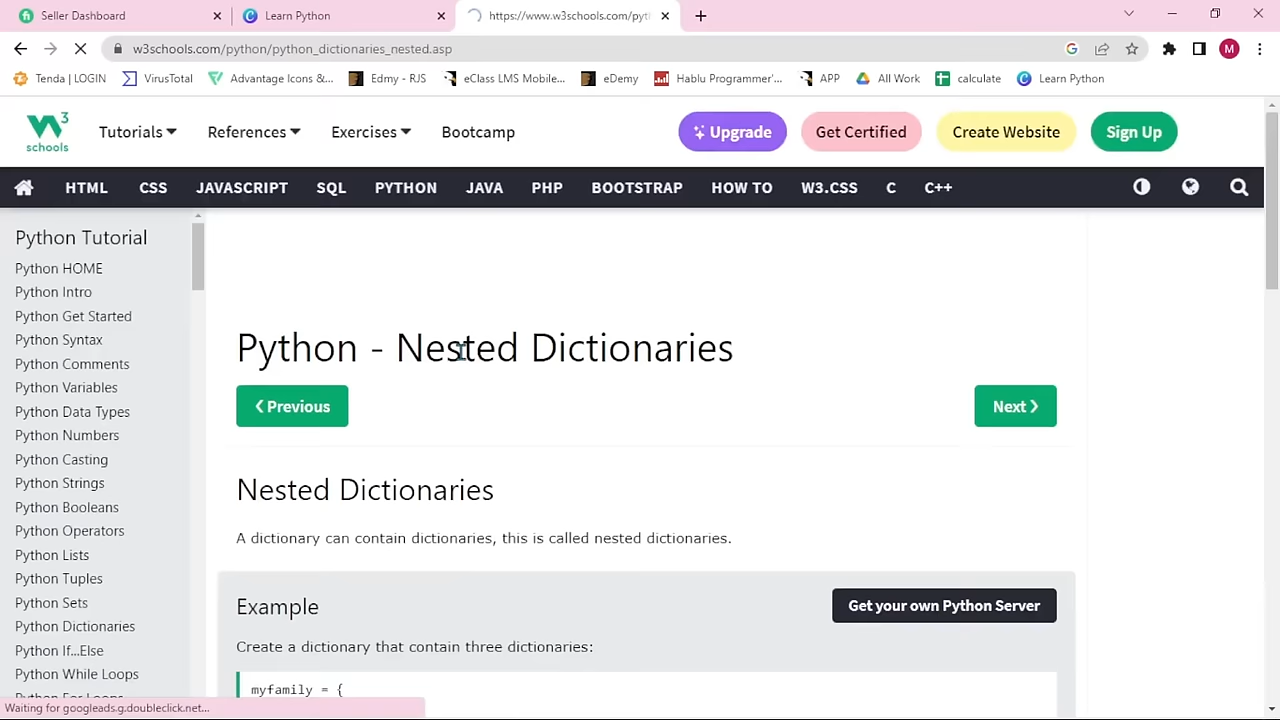 Seller Dashboard
Learn Python
https://www.w3schools.com/pyt
w3schools.com/python/python_dictionaries_nested.asp
M
Tenda | LOGIN
VirusTotal
Advantage Icons &...
Edmy - RJS
eClass LMS Mobile...
eDemy
Hablu Programmer'...
APP
All Work
calculate
Learn Python
W3 schools
Tutorials
References
Exercises
Bootcamp
Upgrade
Get Certified
Create Website
Sign Up
HTML
CSS
JAVASCRIPT
SQL
PYTHON
JAVA
PHP
BOOTSTRAP
HOW TO
W3.CSS
C
C++
Python Tutorial
Python HOME
Python Intro
Python Get Started
Python Syntax
Python Comments
Python Variables
Python Data Types
Python Numbers
Python Casting
Python Strings
Python Booleans
Python Operators
Python Lists
Python Tuples
Python Sets
Python Dictionaries
Python If...Else
Python While Loops
Python For Loops
Python - Nested Dictionaries
❮ Previous
Next ❯
Nested Dictionaries
A dictionary can contain dictionaries, this is called nested dictionaries.
Example
Get your own Python Server
Create a dictionary that contain three dictionaries:
myfamily = {
Waiting for googleads.g.doubleclick.net...